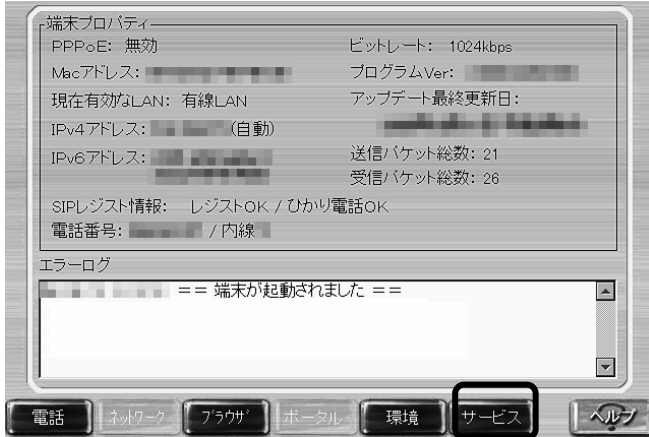 端末プロパティ
PPPoE: 無効
ビットレート: 1024kbps
Macアドレス:
プログラムVer:
現在有効なLAN: 有線LAN
アップデート最終更新日:
IPv4アドレス: (自動)
IPv6アドレス:
送信パケット総数: 21
受信パケット総数: 26
SIPレジスト情報: レジストOK / ひかり電話OK
電話番号: / 内線
エラーログ
== 端末が起動されました ==
電話
ネットワーク
ブラウザ
ポータル
環境
サービス
ヘルプ